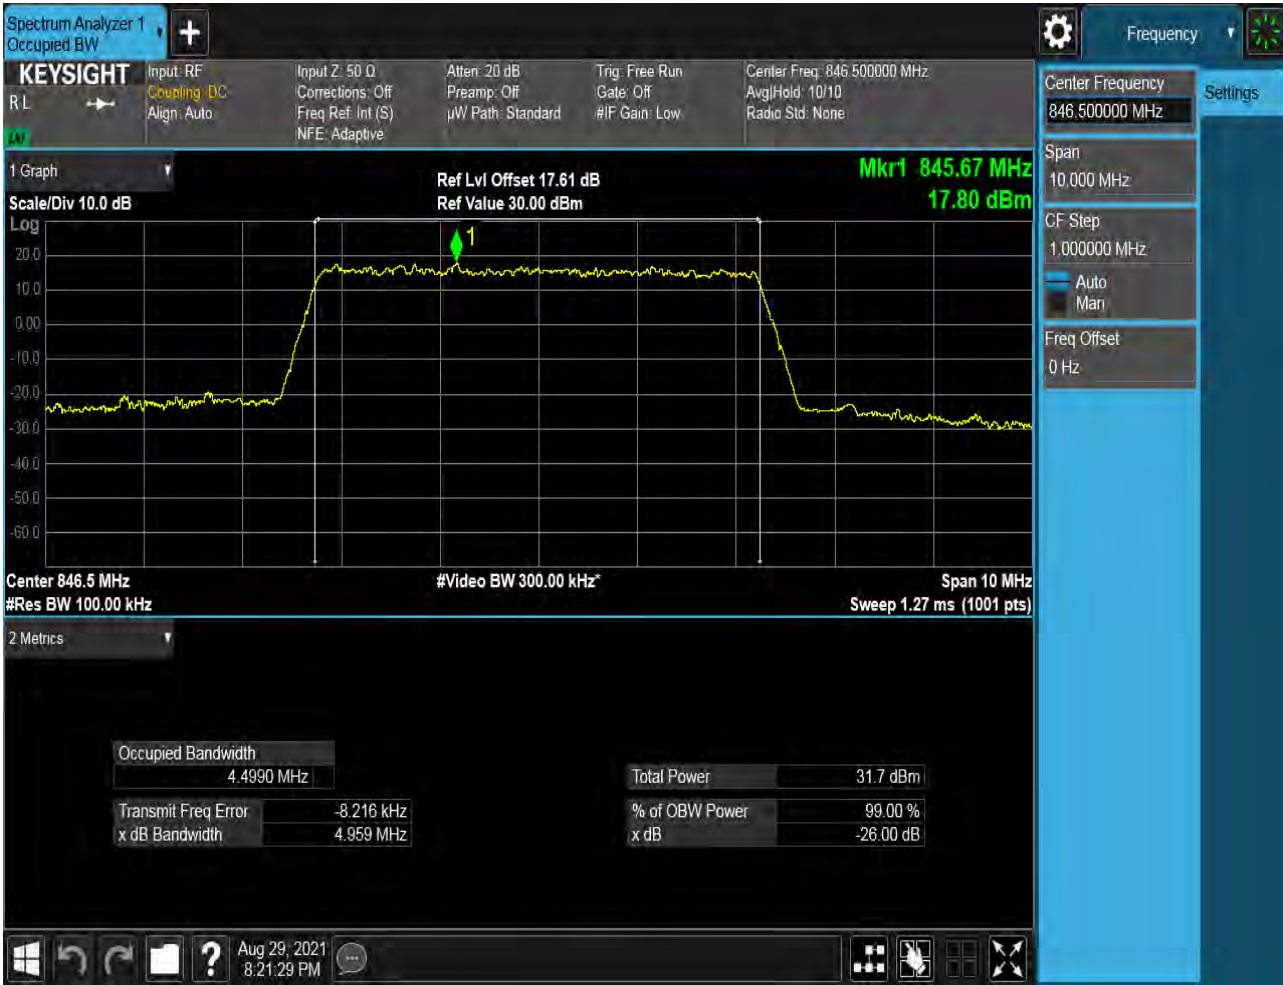 Spectrum Analyzer 1
Occupied BW
+
Frequency
KEYSIGHT
R L
Input: RF
Coupling: DC
Align: Auto
Input Z: 50 Ω
Corrections: Off
Freq Ref: Int (S)
NFE: Adaptive
Atten: 20 dB
Preamp: Off
µW Path: Standard
Trig: Free Run
Gate: Off
#IF Gain: Low
Center Freq: 846.500000 MHz
Avg|Hold: 10/10
Radio Std: None
LXI
Center Frequency
846.500000 MHz
Settings
Span
10.000 MHz
CF Step
1.000000 MHz
Auto
Man
Freq Offset
0 Hz
1 Graph
Scale/Div 10.0 dB
Ref Lvl Offset 17.61 dB
Ref Value 30.00 dBm
Mkr1 845.67 MHz
17.80 dBm
Log
1
20.0
10.0
0.00
-10.0
-20.0
-30.0
-40.0
-50.0
-60.0
Center 846.5 MHz
#Res BW 100.00 kHz
#Video BW 300.00 kHz*
Span 10 MHz
Sweep 1.27 ms (1001 pts)
2 Metrics
Occupied Bandwidth
4.4990 MHz
Total Power 31.7 dBm
Transmit Freq Error -8.216 kHz
% of OBW Power 99.00 %
x dB Bandwidth 4.959 MHz
x dB -26.00 dB
?
Aug 29, 2021
8:21:29 PM